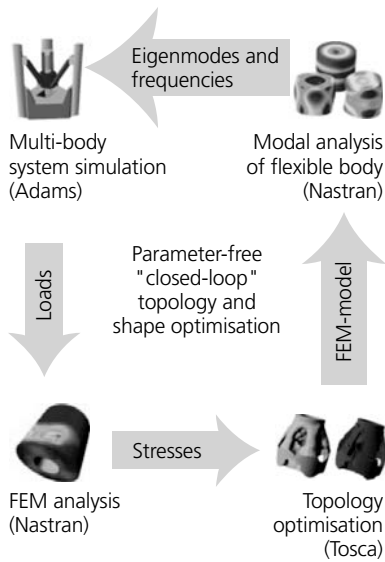 Eigenmodes and
frequencies
Multi-body
system simulation
(Adams)
Modal analysis
of flexible body
(Nastran)
Loads
Parameter-free
"closed-loop"
topology and
shape optimisation
FEM-model
Stresses
FEM analysis
(Nastran)
Topology
optimisation
(Tosca)